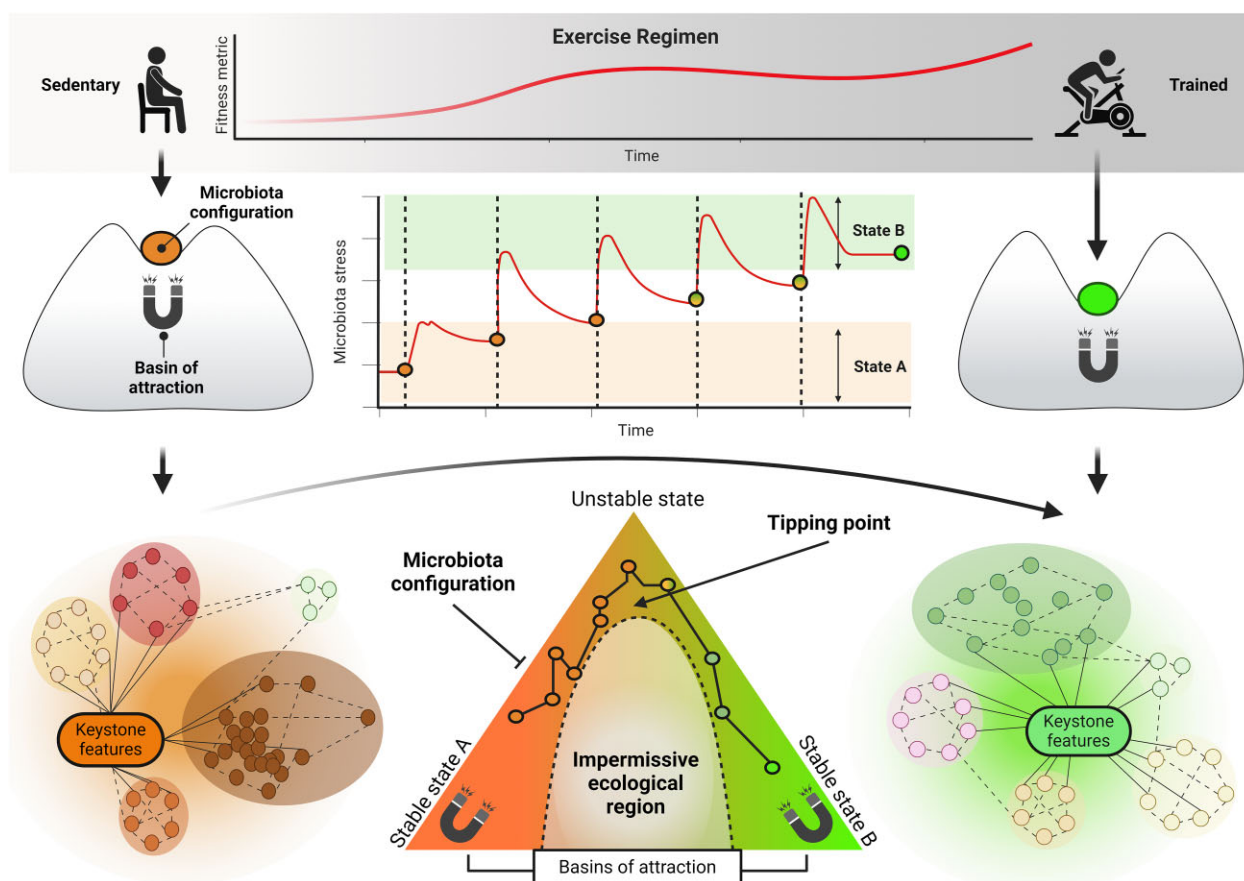 Exercise Regimen
Sedentary
Fitness metric
Time
Trained
Microbiota
configuration
Basin of
attraction
Microbiota stress
State B
State A
Time
Unstable state
Tipping point
Microbiota
configuration
Keystone
features
Stable state A
Impermissive
ecological
region
Stable state B
Basins of attraction
Keystone
features